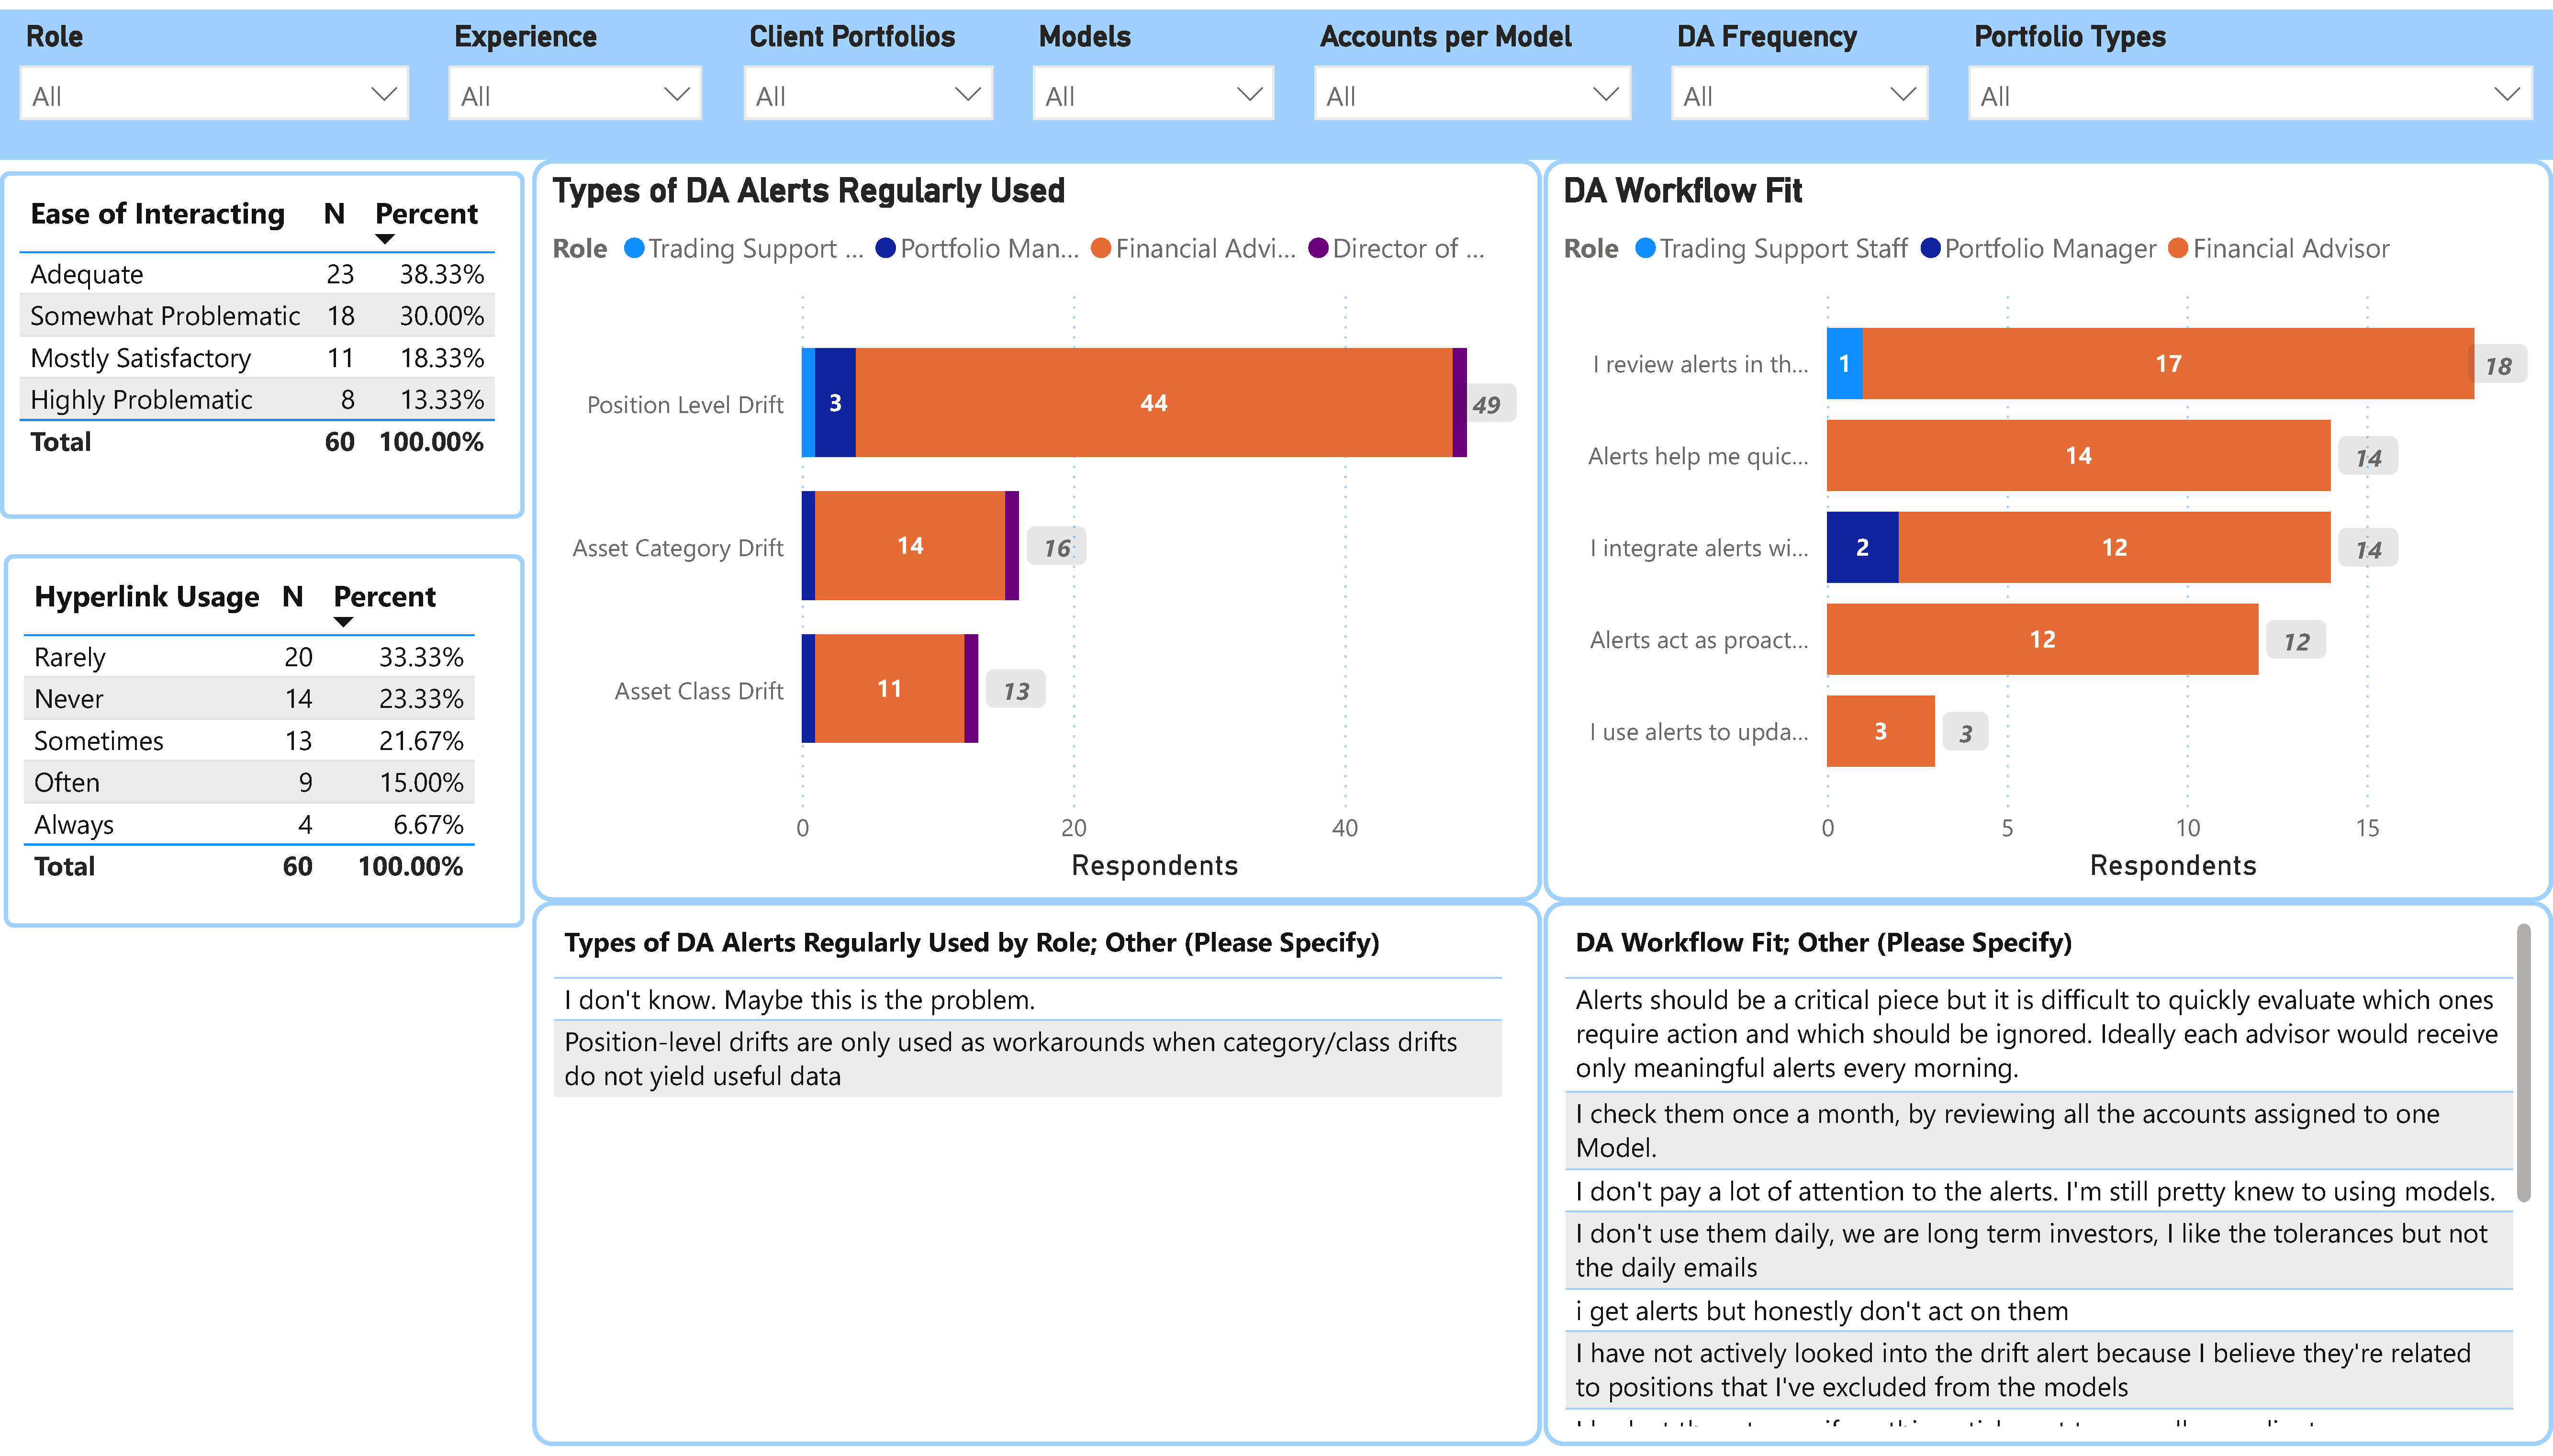 Role
Experience
Client Portfolios
Models
Accounts per Model
DA Frequency
Portfolio Types
All
All
All
All
All
All
All
Ease of Interacting N Percent
Adequate 23 38.33%
Somewhat Problematic 18 30.00%
Mostly Satisfactory 11 18.33%
Highly Problematic 8 13.33%
Total 60 100.00%
Hyperlink Usage N Percent
Rarely 20 33.33%
Never 14 23.33%
Sometimes 13 21.67%
Often 9 15.00%
Always 4 6.67%
Total 60 100.00%
Types of DA Alerts Regularly Used
Role Trading Support ... Portfolio Man... Financial Advi... Director of ...
Position Level Drift 3 44 49
Asset Category Drift 14 16
Asset Class Drift 11 13
0 20 40
Respondents
DA Workflow Fit
Role Trading Support Staff Portfolio Manager Financial Advisor
I review alerts in th... 1 17 18
Alerts help me quic... 14 14
I integrate alerts wi... 2 12 14
Alerts act as proact... 12 12
I use alerts to upda... 3 3
0 5 10 15
Respondents
Types of DA Alerts Regularly Used by Role; Other (Please Specify)
I don't know. Maybe this is the problem.
Position-level drifts are only used as workarounds when category/class drifts
do not yield useful data
DA Workflow Fit; Other (Please Specify)
Alerts should be a critical piece but it is difficult to quickly evaluate which ones
require action and which should be ignored. Ideally each advisor would receive
only meaningful alerts every morning.
I check them once a month, by reviewing all the accounts assigned to one
Model.
I don't pay a lot of attention to the alerts. I'm still pretty knew to using models.
I don't use them daily, we are long term investors, I like the tolerances but not
the daily emails
i get alerts but honestly don't act on them
I have not actively looked into the drift alert because I believe they're related
to positions that I've excluded from the models